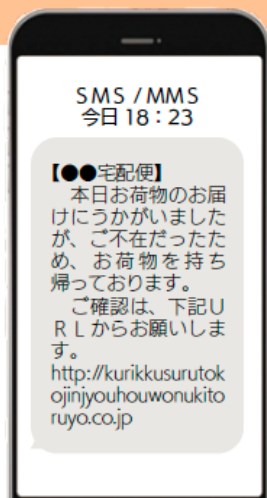 SMS / MMS
今日 18：23
【●●宅配便】
　本日お荷物のお届
けにうかがいました
が、ご不在だったた
め、お荷物を持ち
帰っております。
　ご確認は、下記U
RLからお願いしま
す。
http://kurikkusurutok
ojinjyouhouwonukito
ruyo.co.jp